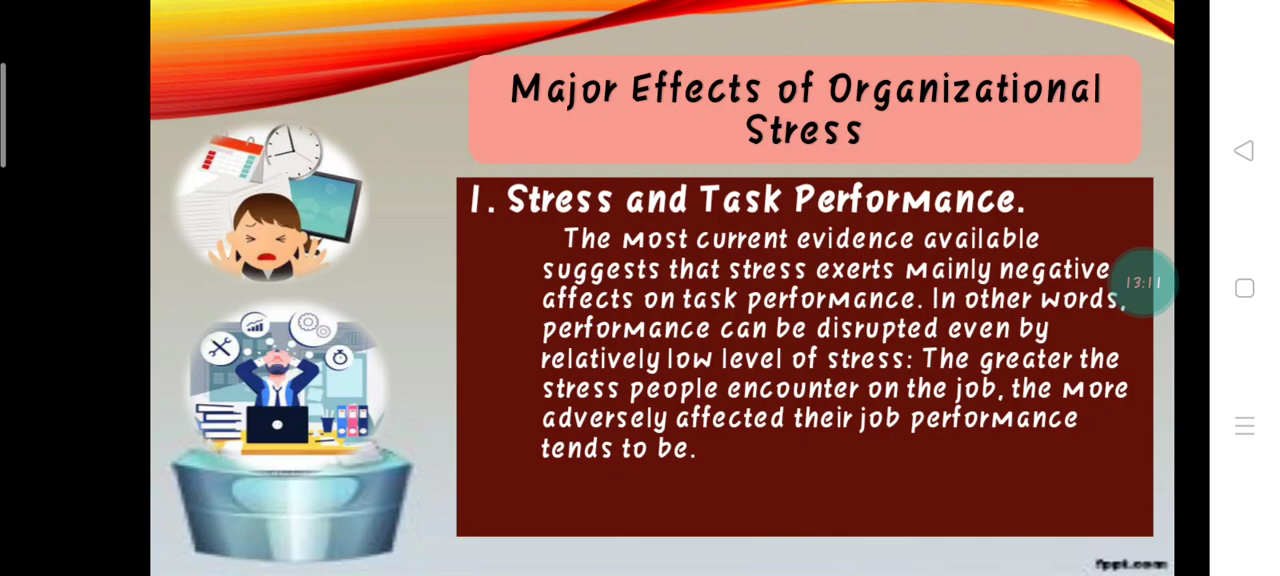 Major Effects of Organizational
Stress
1. Stress and Task Performance.
The most current evidence available
suggests that stress exerts mainly negative
affects on task performance. In other words,
performance can be disrupted even by
relatively low level of stress: The greater the
stress people encounter on the job, the more
adversely affected their job performance
tends to be.
13:11
fppt.com